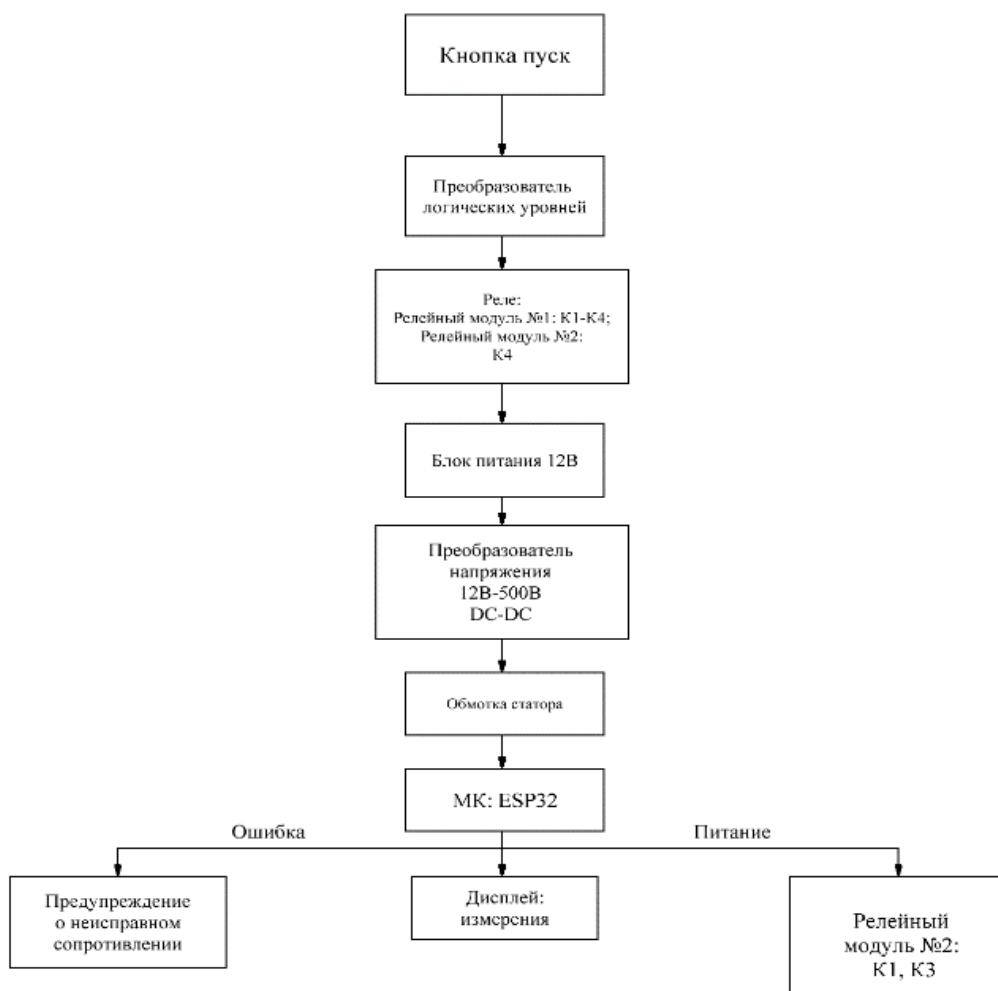 Кнопка пуск
Преобразователь
логических уровней
Реле:
Релейный модуль №1: К1-К4;
Релейный модуль №2:
К4
Блок питания 12В
Преобразователь
напряжения
12В-500В
DC-DC
Обмотка статора
МК: ESP32
Ошибка
Питание
Предупреждение
о неисправном
сопротивлении
Дисплей:
измерения
Релейный
модуль №2:
К1, К3